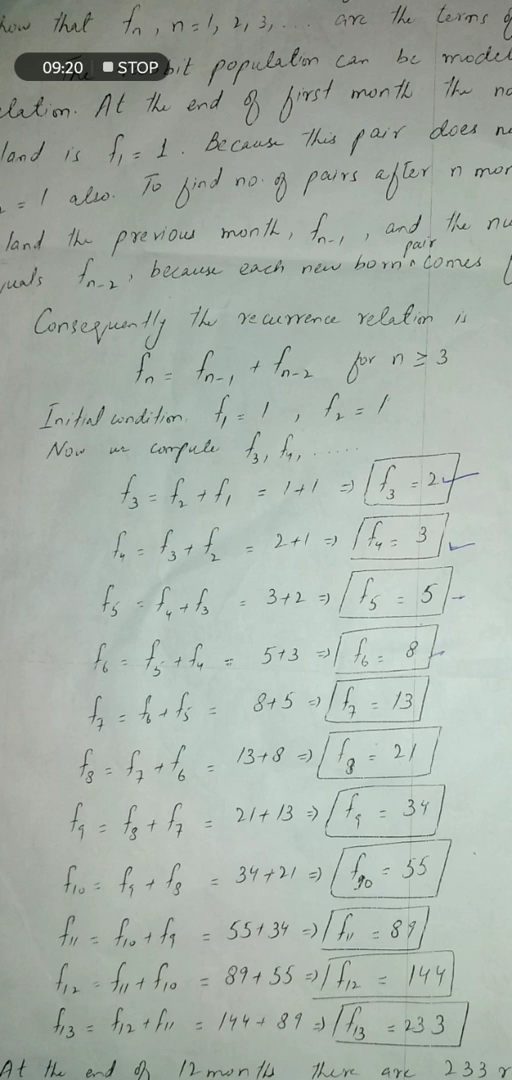 how that fn, n=1, 2, 3, .... are the terms of
The bit population can be model
09:20 STOP
elation. At the end of first month the no
land is f₁ = 1. Because this pair does n
= 1 also. To find no. of pairs after n mon
land the previous month, fn-1, and the nu
pair
quals fn-2, because each new born ^ comes
Consequently the recurrence relation is
fn = fn-1 + fn-2 for n ≥ 3
Initial condition. f₁ = 1 , f₂ = 1
Now we compute f₃, f₄, .....
f₃ = f₂ + f₁ = 1+1 => f₃ = 2
f₄ = f₃ + f₂ = 2+1 => f₄ = 3
f₅ = f₄ + f₃ = 3+2 => f₅ = 5
f₆ = f₅ + f₄ = 5+3 => f₆ = 8
f₇ = f₆ + f₅ = 8+5 => f₇ = 13
f₈ = f₇ + f₆ = 13+8 => f₈ = 21
f₉ = f₈ + f₇ = 21+13 => f₉ = 34
f₁₀ = f₉ + f₈ = 34+21 => f₁₀ = 55
f₁₁ = f₁₀ + f₉ = 55+34 => f₁₁ = 89
f₁₂ = f₁₁ + f₁₀ = 89+55 => f₁₂ = 144
f₁₃ = f₁₂ + f₁₁ = 144+89 => f₁₃ = 233
At the end of 12 months there are 233 r